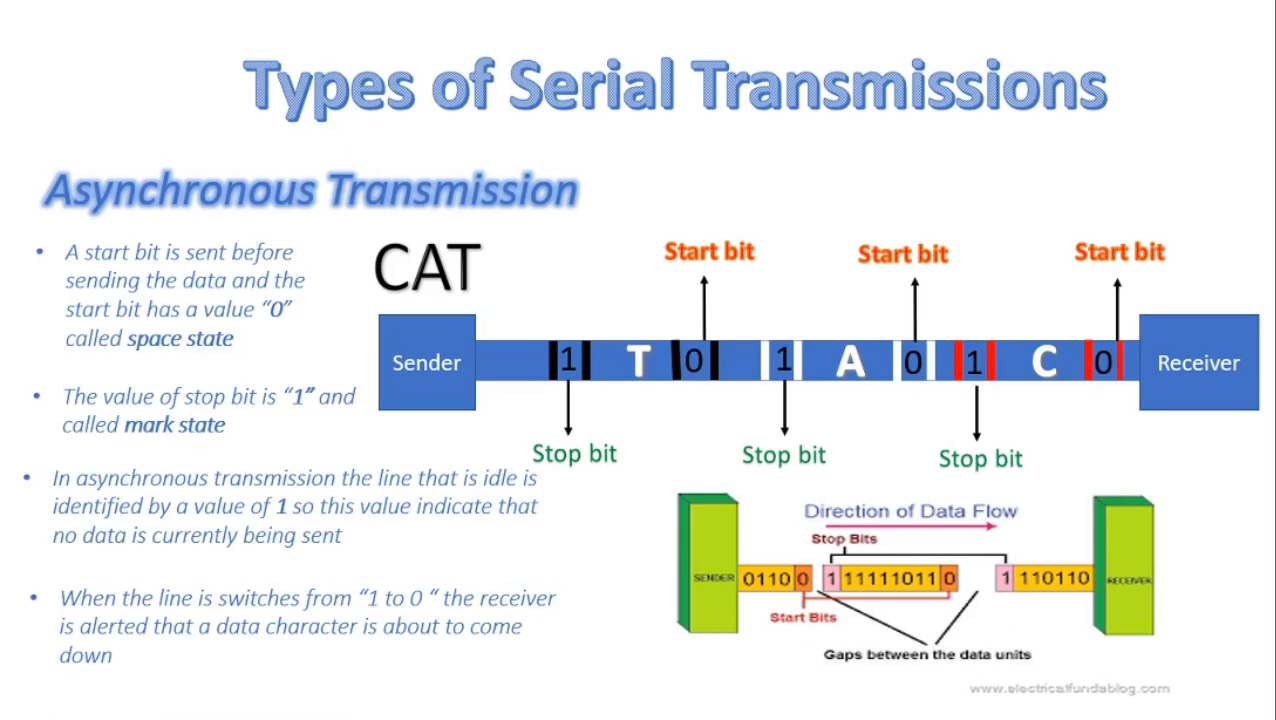 Types of Serial Transmissions
Asynchronous Transmission
• A start bit is sent before
sending the data and the
start bit has a value “0”
called space state
• The value of stop bit is “1” and
called mark state
• In asynchronous transmission the line that is idle is
identified by a value of 1 so this value indicate that
no data is currently being sent
• When the line is switches from “1 to 0 “ the receiver
is alerted that a data character is about to come
down
CAT
Start bit
Start bit
Start bit
Sender
1 T 0 1 A 0 1 C 0
Receiver
Stop bit
Stop bit
Stop bit
Direction of Data Flow
Stop Bits
SENDER
0110 0
1 11111011 0
1 110110
RECEIVER
Start Bits
Gaps between the data units
www.electricalfundablog.com